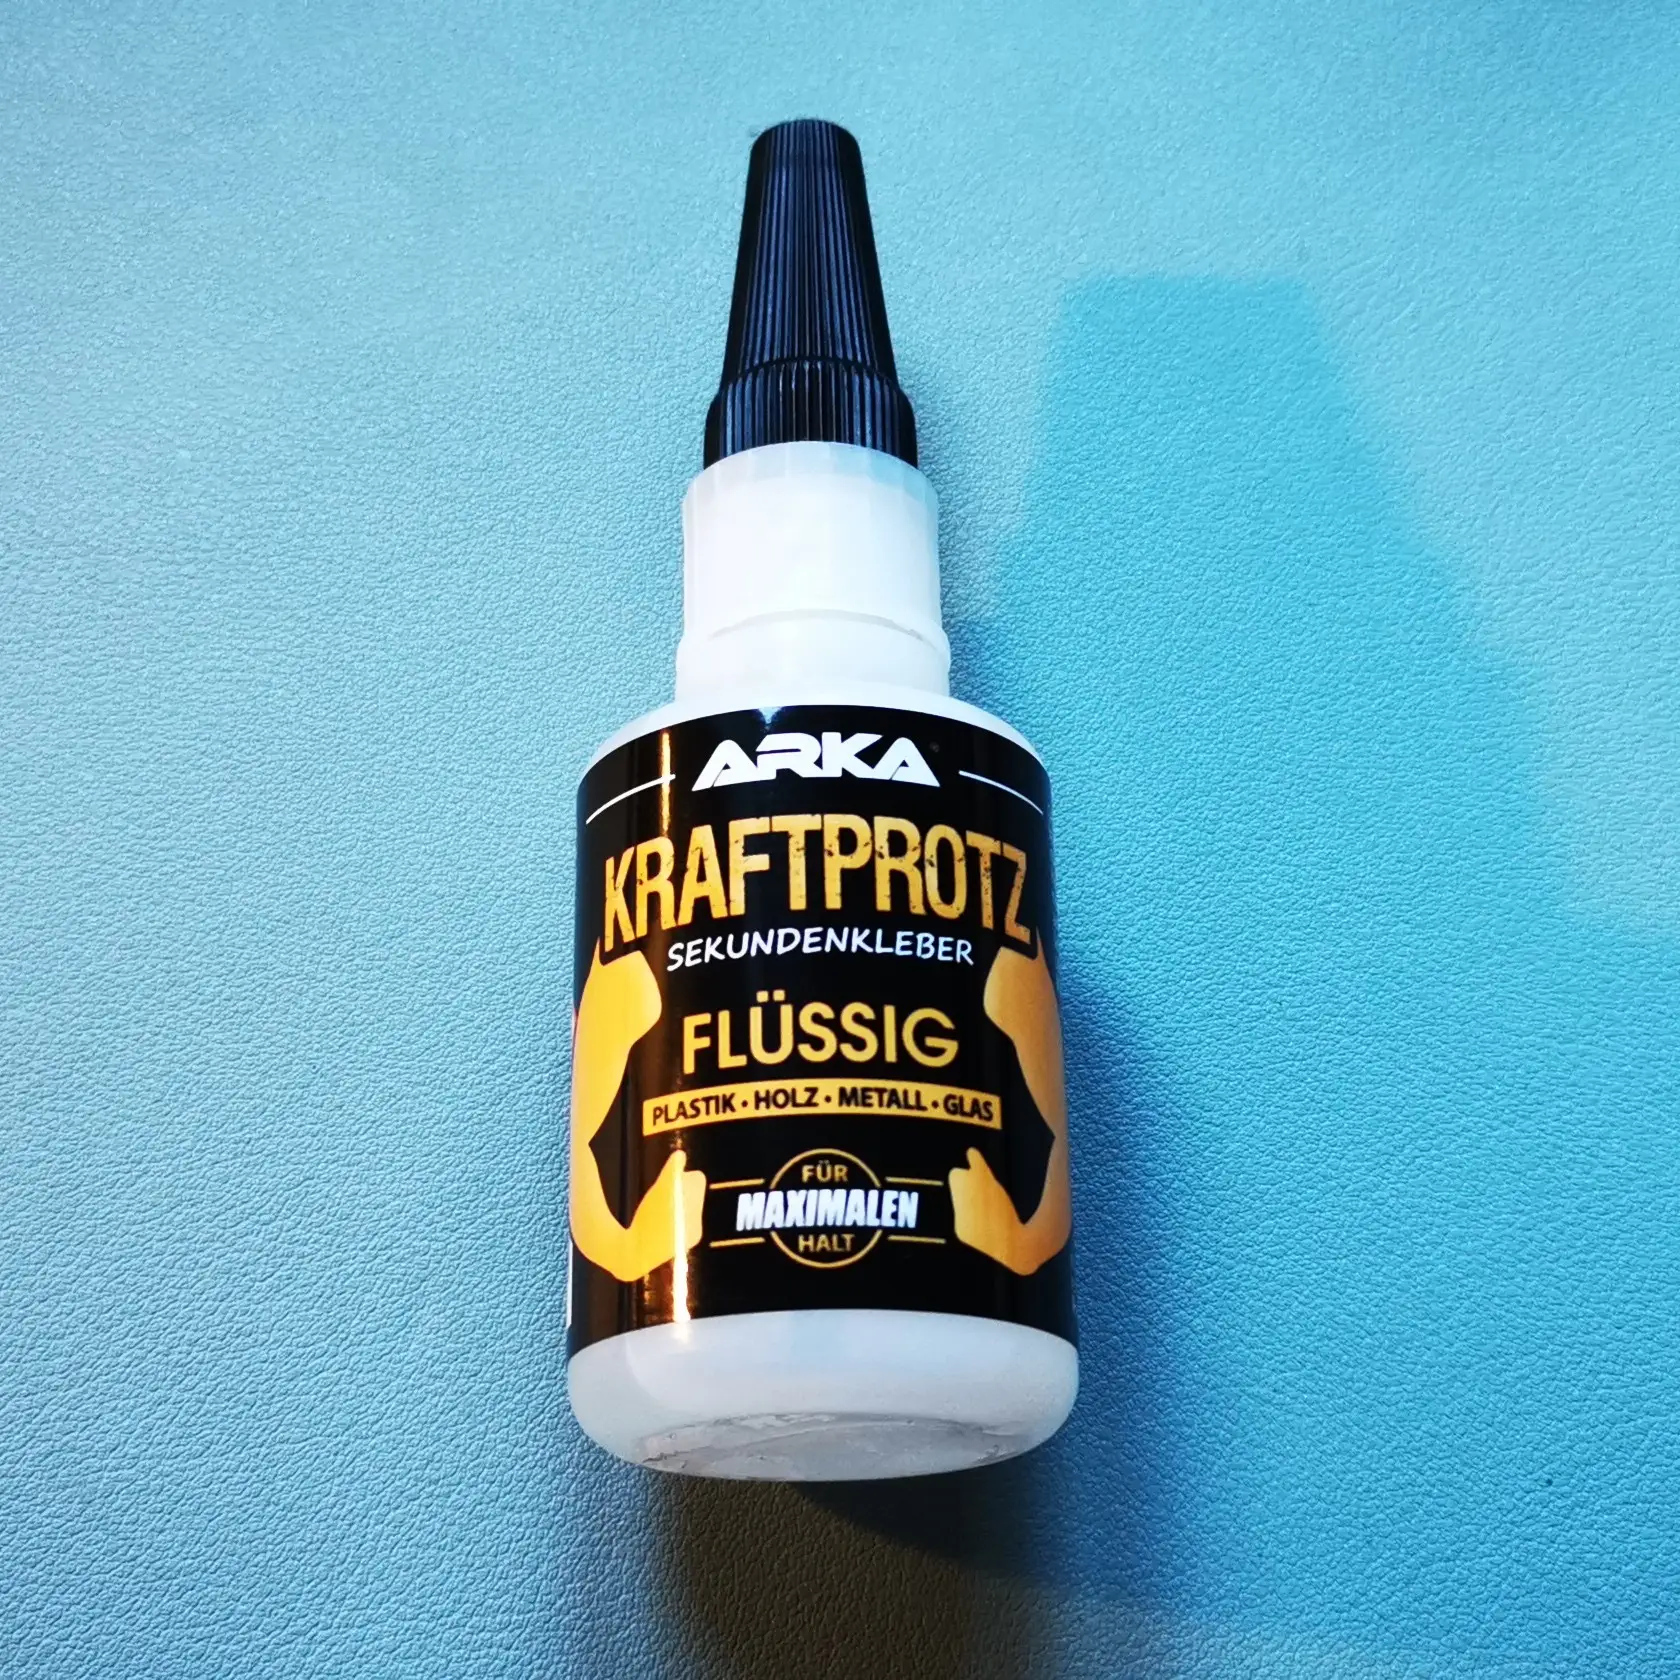 ARKA
KRAFTPROTZ
SEKUNDENKLEBER
FLÜSSIG
PLASTIK • HOLZ • METALL • GLAS
FÜR
MAXIMALEN
HALT